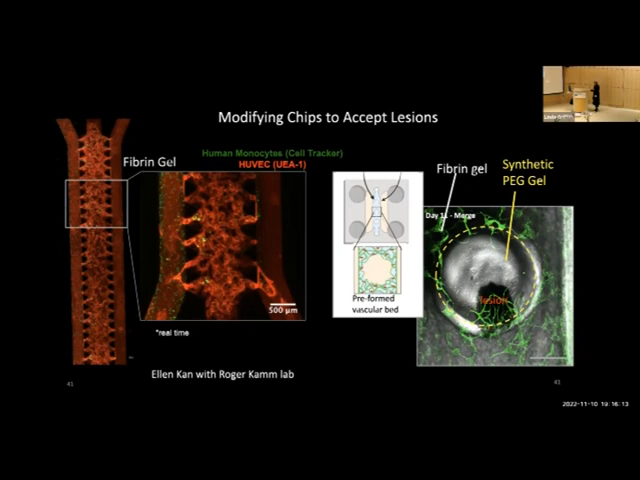 Modifying Chips to Accept Lesions
Fibrin Gel
Human Monocytes (Cell Tracker)
HUVEC (UEA-1)
500 μm
*real time
Ellen Kan with Roger Kamm lab
41
Pre-formed
vascular bed
Fibrin gel
Synthetic
PEG Gel
Day 11 - Merge
lesion
2022-11-10 19:16:13